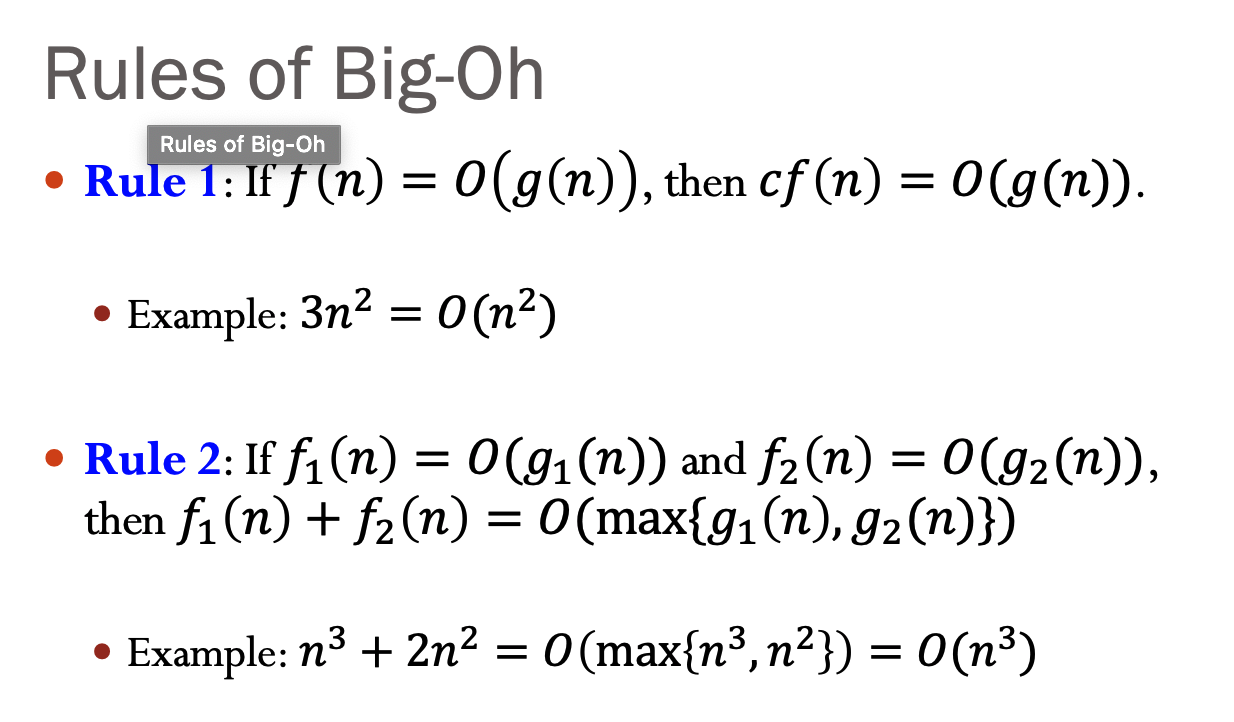 Rules of Big-Oh
Rules of Big-Oh
• Rule 1: If f(n) = O(g(n)), then cf(n) = O(g(n)).
• Example: 3n² = O(n²)
• Rule 2: If f₁(n) = O(g₁(n)) and f₂(n) = O(g₂(n)),
then f₁(n) + f₂(n) = O(max{g₁(n), g₂(n)})
• Example: n³ + 2n² = O(max{n³, n²}) = O(n³)